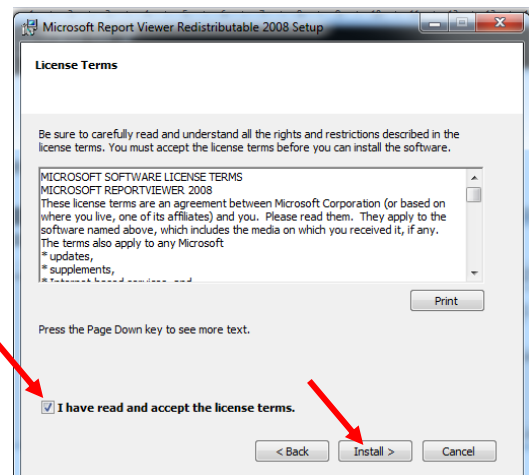 Microsoft Report Viewer Redistributable 2008 Setup
License Terms
Be sure to carefully read and understand all the rights and restrictions described in the
license terms. You must accept the license terms before you can install the software.
MICROSOFT SOFTWARE LICENSE TERMS
MICROSOFT REPORTVIEWER 2008
These license terms are an agreement between Microsoft Corporation (or based on
where you live, one of its affiliates) and you. Please read them. They apply to the
software named above, which includes the media on which you received it, if any.
The terms also apply to any Microsoft
* updates,
* supplements,
* Internet-based services, and
Print
Press the Page Down key to see more text.
I have read and accept the license terms.
< Back
Install >
Cancel